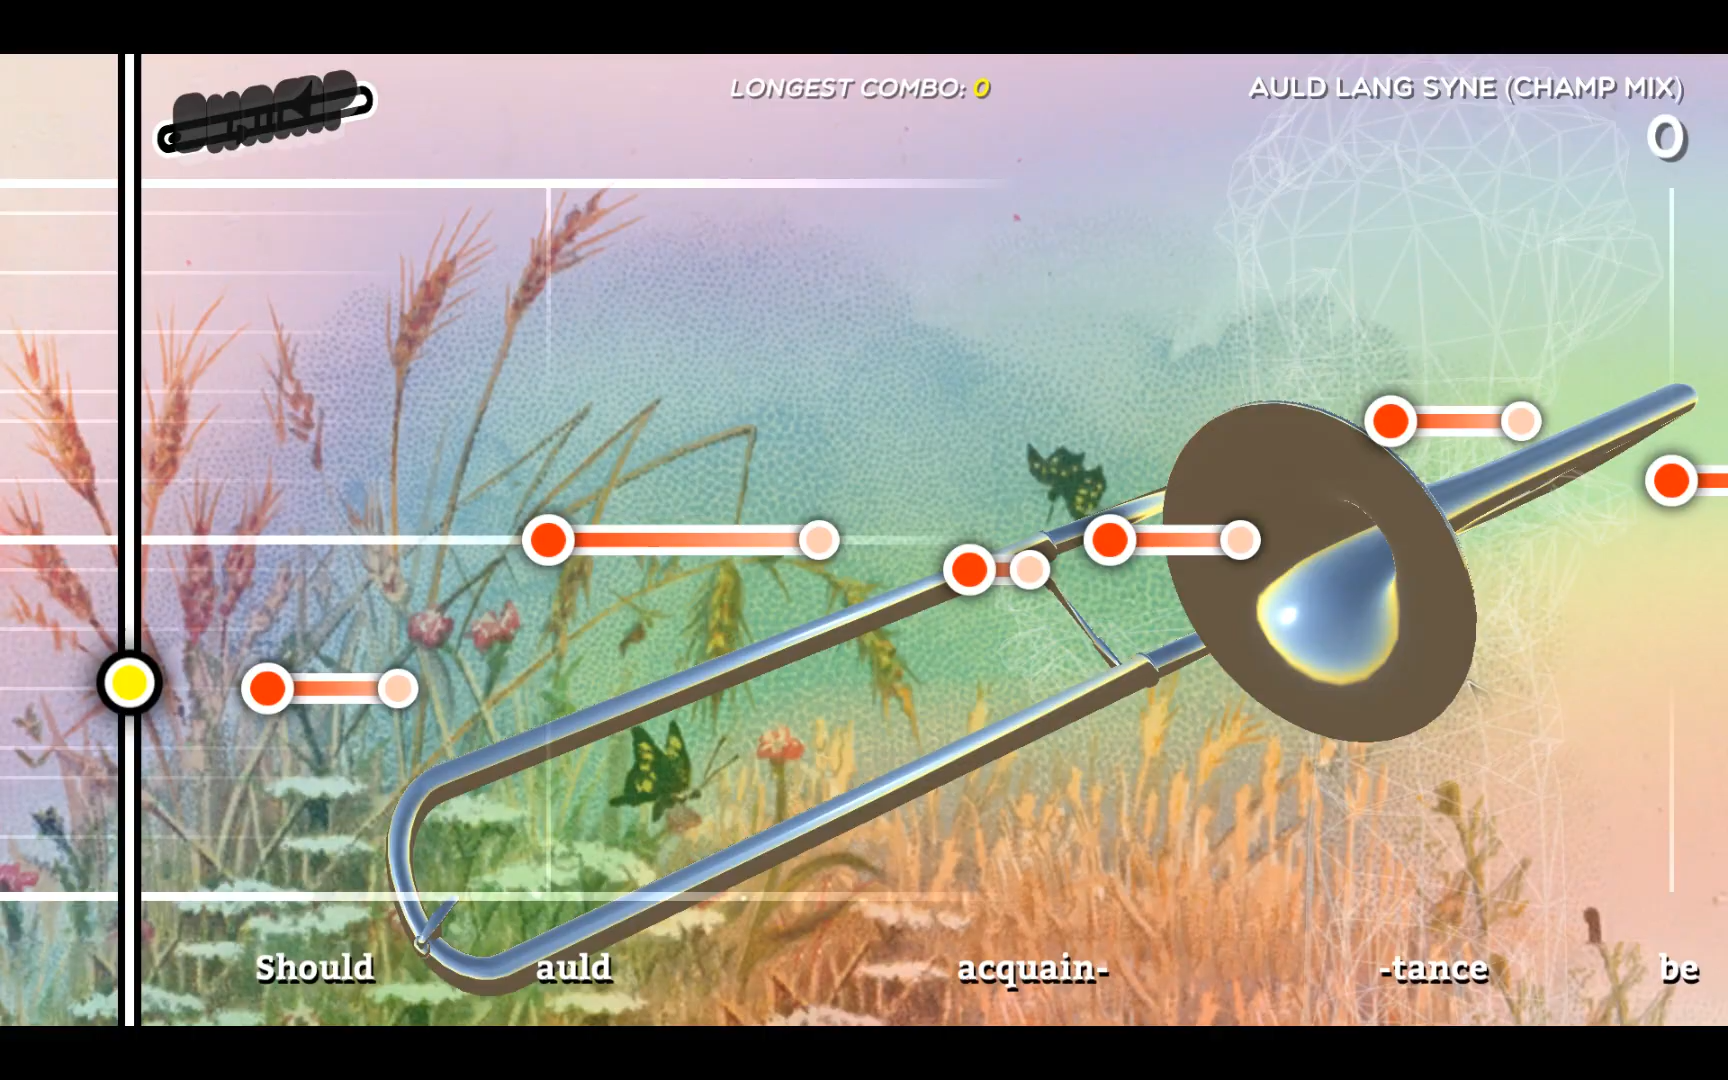 LONGEST COMBO: 0
AULD LANG SYNE (CHAMP MIX)
0
Should auld acquain- -tance be